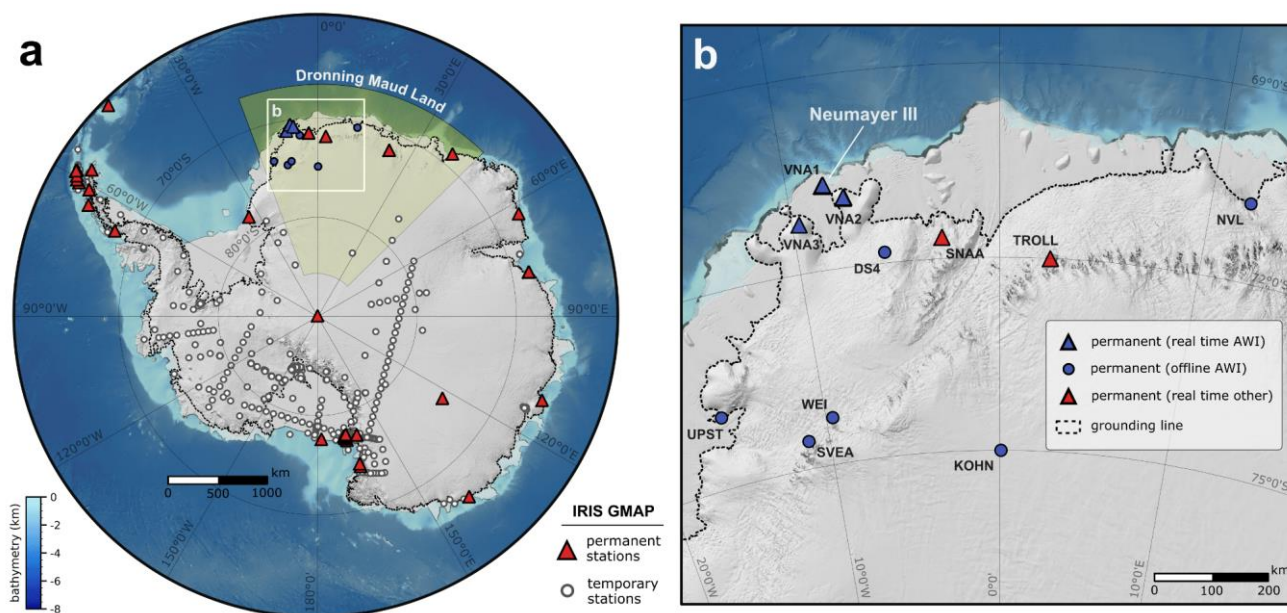 a
0°0'
30°0'W
30°0'E
Dronning Maud Land
b
70°0'S
60°0'W
60°0'E
80°0'S
90°0'W
90°0'E
120°0'W
120°0'E
150°0'W
150°0'E
180°0'
km
0 500 1000
bathymetry (km)
0
-2
-4
-6
-8
IRIS GMAP
permanent
stations
temporary
stations
b
69°0'S
Neumayer III
VNA1
VNA2
VNA3
NVL
DS4
SNAA
TROLL
72°0'S
permanent (real time AWI)
permanent (offline AWI)
permanent (real time other)
grounding line
WEI
UPST
SVEA
KOHN
75°0'S
20°0'W
10°0'W
0°0'
10°0'E
km
0 100 200